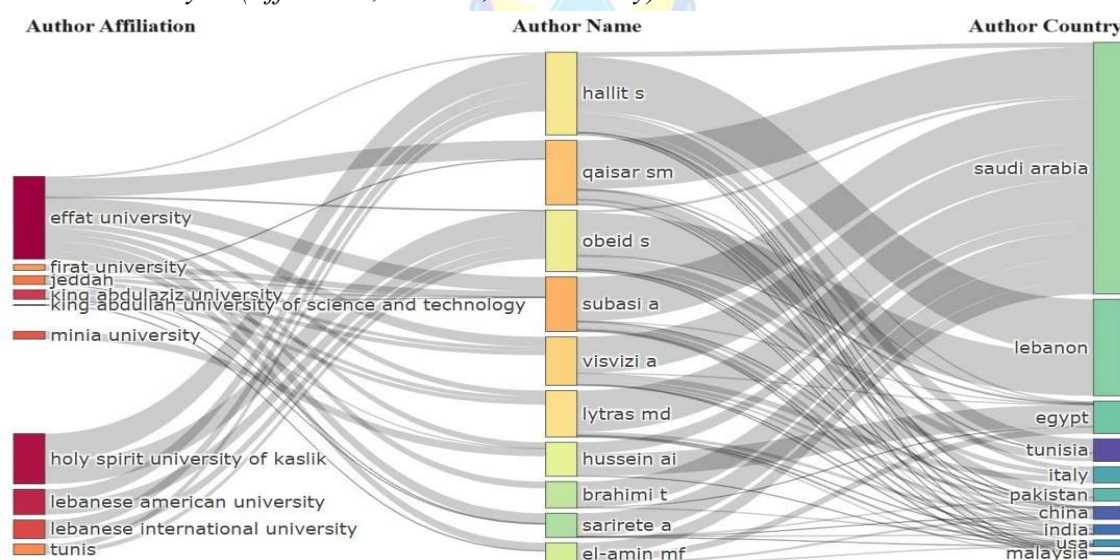 Author Affiliation
Author Name
Author Country
effat university
firat university
jeddah
king abdulaziz university
king abdullah university of science and technology
minia university
holy spirit university of kaslik
lebanese american university
lebanese international university
tunis
hallit s
qaisar sm
obeid s
subasi a
visvizi a
lytras md
hussein ai
brahimi t
sarirete a
el-amin mf
saudi arabia
lebanon
egypt
tunisia
italy
pakistan
china
india
usa
malaysia